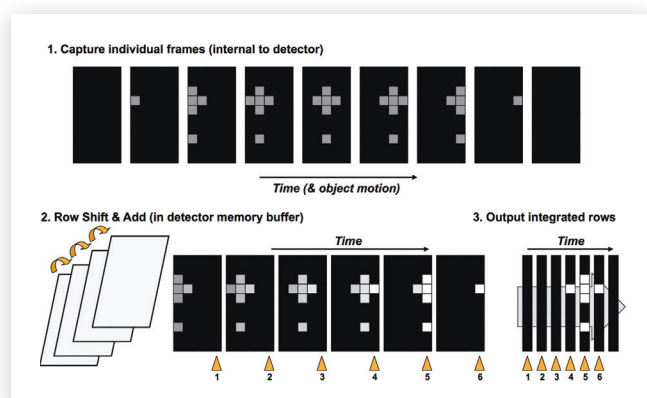 1. Capture individual frames (internal to detector)
Time (& object motion)
2. Row Shift & Add (in detector memory buffer)
3. Output integrated rows
Time
Time
1 2 3 4 5 6
1 2 3 4 5 6